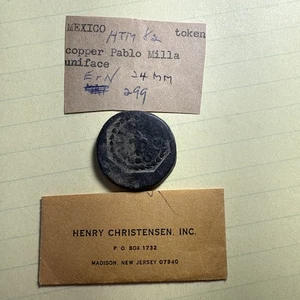 MEXICO HTM 82 token
copper Pablo Milla
uniface
E+N 24 MM
299
HENRY CHRISTENSEN, INC.
P. O. BOX 1732
MADISON, NEW JERSEY 07940